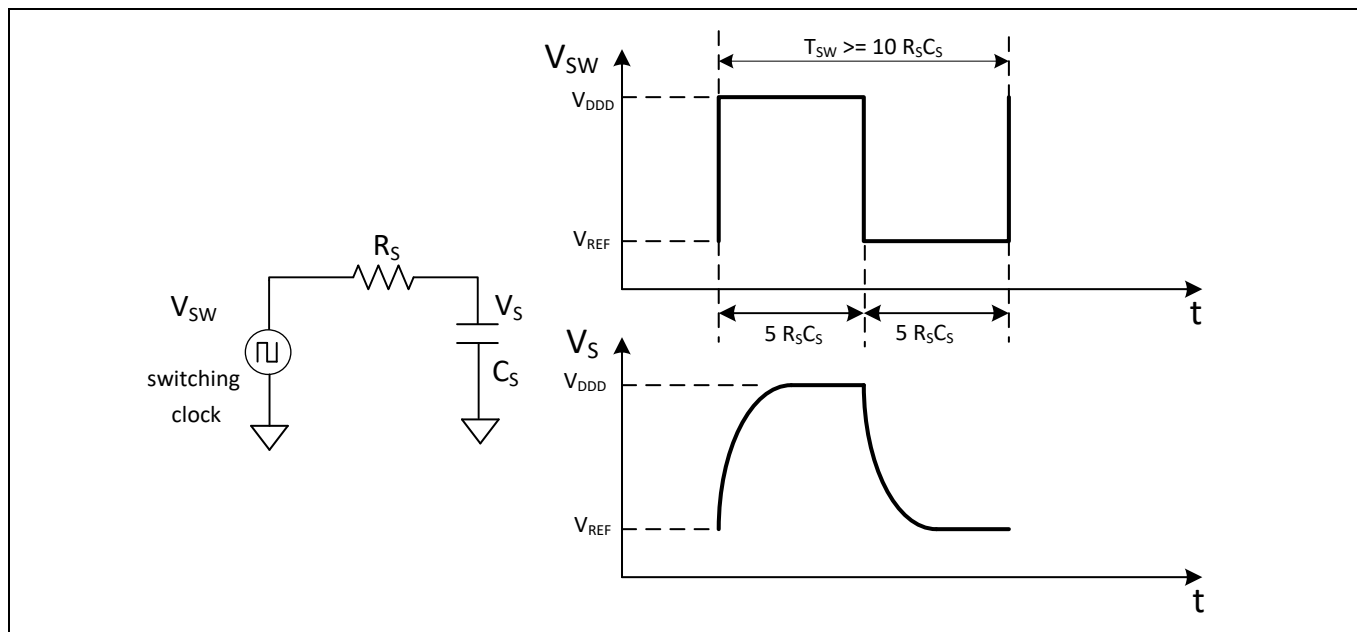 T_SW >= 10 R_SC_S
V_SW
V_DDD
V_REF
t
R_S
V_SW
V_S
C_S
switching
clock
5 R_SC_S 5 R_SC_S
V_S
V_DDD
V_REF
t